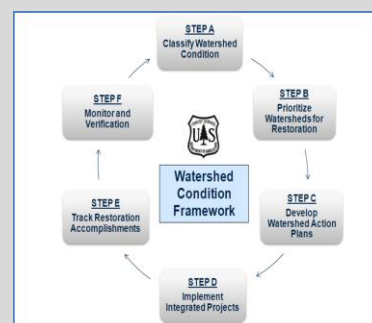 STEP A
Classify Watershed
Condition
STEP B
Prioritize
Watersheds for
Restoration
STEP C
Develop
Watershed Action
Plans
STEP D
Implement
Integrated Projects
STEP E
Track Restoration
Accomplishments
STEP F
Monitor and
Verification
U S
Watershed
Condition
Framework